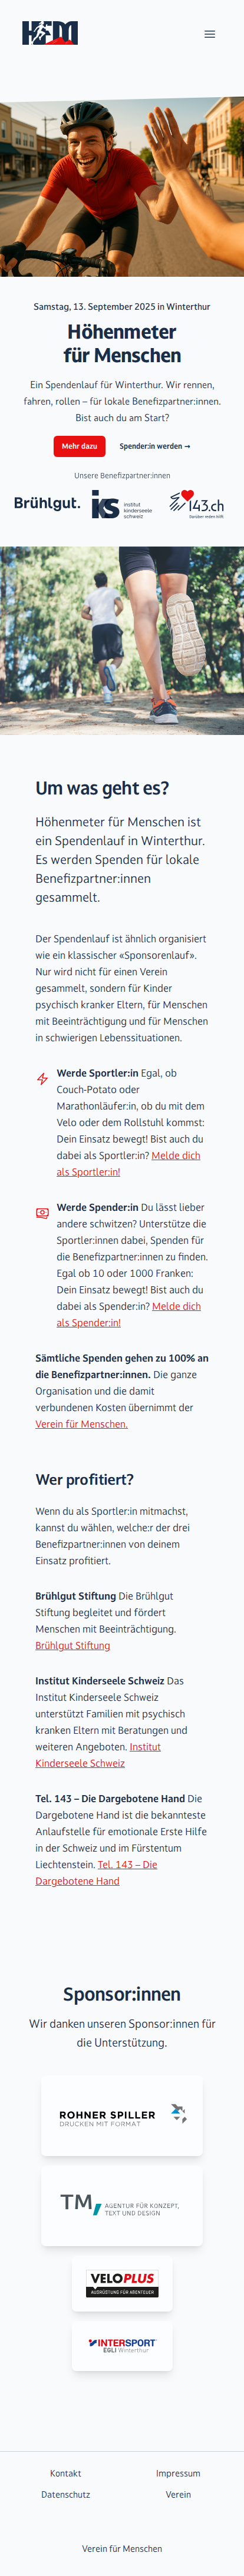 HFM
Samstag, 13. September 2025 in Winterthur
Höhenmeter
für Menschen
Ein Spendenlauf für Winterthur. Wir rennen,
fahren, rollen – für lokale Benefizpartner:innen.
Bist auch du am Start?
Mehr dazu
Spender:in werden →
Unsere Benefizpartner:innen
Brühlgut.
iks
institut
kinderseele
schweiz
143.ch
Darüber reden hilft
Um was geht es?
Höhenmeter für Menschen ist
ein Spendenlauf in Winterthur.
Es werden Spenden für lokale
Benefizpartner:innen
gesammelt.
Der Spendenlauf ist ähnlich organisiert
wie ein klassischer «Sponsorenlauf».
Nur wird nicht für einen Verein
gesammelt, sondern für Kinder
psychisch kranker Eltern, für Menschen
mit Beeinträchtigung und für Menschen
in schwierigen Lebenssituationen.
Werde Sportler:in Egal, ob
Couch-Potato oder
Marathonläufer:in, ob du mit dem
Velo oder dem Rollstuhl kommst:
Dein Einsatz bewegt! Bist auch du
dabei als Sportler:in? Melde dich
als Sportler:in!
Werde Spender:in Du lässt lieber
andere schwitzen? Unterstütze die
Sportler:innen dabei, Spenden für
die Benefizpartner:innen zu finden.
Egal ob 10 oder 1000 Franken:
Dein Einsatz bewegt! Bist auch du
dabei als Spender:in? Melde dich
als Spender:in!
Sämtliche Spenden gehen zu 100% an
die Benefizpartner:innen. Die ganze
Organisation und die damit
verbundenen Kosten übernimmt der
Verein für Menschen.
Wer profitiert?
Wenn du als Sportler:in mitmachst,
kannst du wählen, welche:r der drei
Benefizpartner:innen von deinem
Einsatz profitiert.
Brühlgut Stiftung Die Brühlgut
Stiftung begleitet und fördert
Menschen mit Beeinträchtigung.
Brühlgut Stiftung
Institut Kinderseele Schweiz Das
Institut Kinderseele Schweiz
unterstützt Familien mit psychisch
kranken Eltern mit Beratungen und
weiteren Angeboten. Institut
Kinderseele Schweiz
Tel. 143 – Die Dargebotene Hand Die
Dargebotene Hand ist die bekannteste
Anlaufstelle für emotionale Erste Hilfe
in der Schweiz und im Fürstentum
Liechtenstein. Tel. 143 – Die
Dargebotene Hand
Sponsor:innen
Wir danken unseren Sponsor:innen für
die Unterstützung.
ROHNER SPILLER
DRUCKEN MIT FORMAT
TM,
AGENTUR FÜR KONZEPT,
TEXT UND DESIGN
VELOPLUS
AUSRÜSTUNG FÜR ABENTEUER
INTERSPORT
EGLI Winterthur
Kontakt
Impressum
Datenschutz
Verein
Verein für Menschen